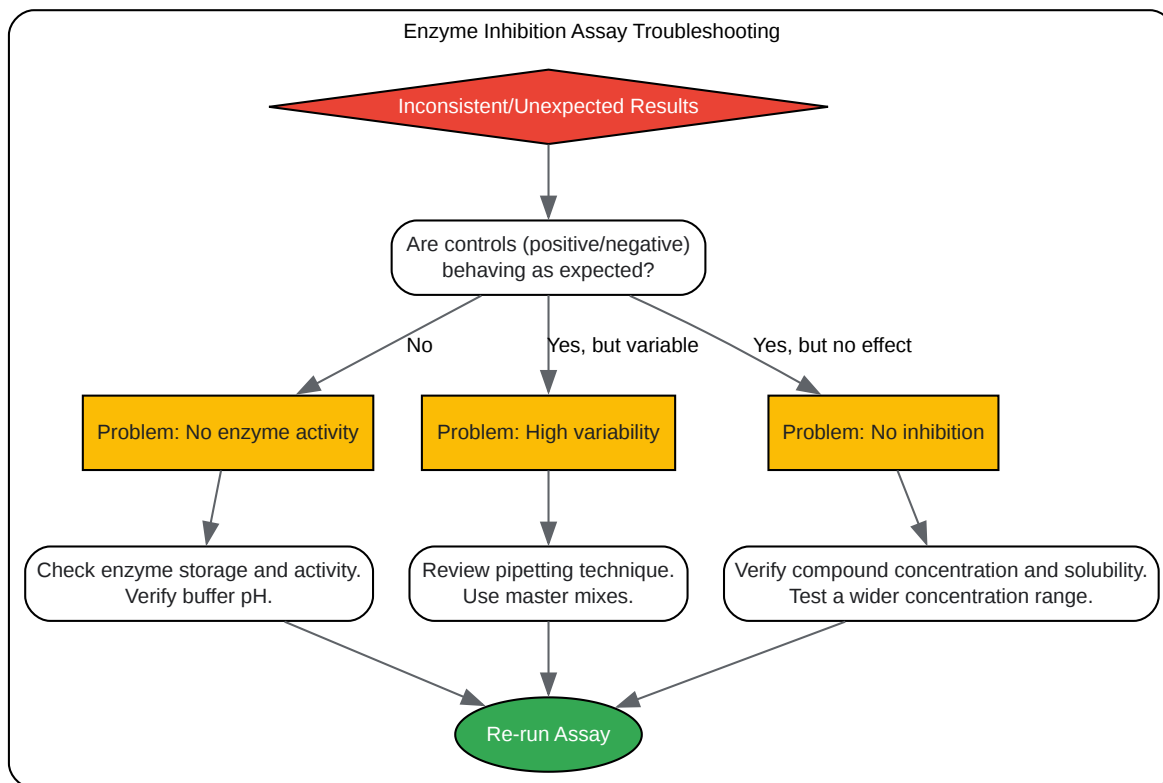 Enzyme Inhibition Assay Troubleshooting
Inconsistent/Unexpected Results
Are controls (positive/negative)
behaving as expected?
No
Yes, but variable
Yes, but no effect
Problem: No enzyme activity
Problem: High variability
Problem: No inhibition
Check enzyme storage and activity.
Verify buffer pH.
Review pipetting technique.
Use master mixes.
Verify compound concentration and solubility.
Test a wider concentration range.
Re-run Assay